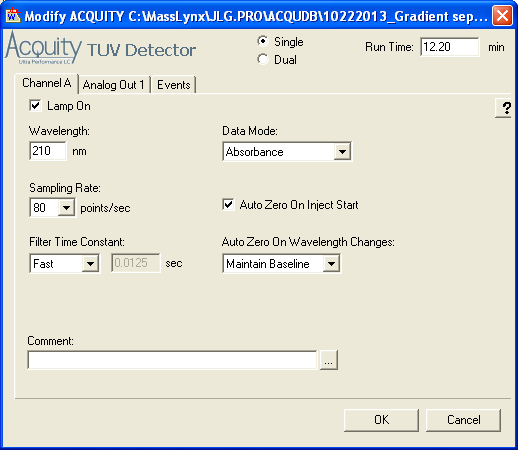 Modify ACQUITY C:\MassLynx\JLG.PRO\ACQUDB\10222013_Gradient sep...
Acquity TUV Detector
Ultra Performance LC
Single
Dual
Run Time: 12.20 min
Channel A Analog Out 1 Events
Lamp On
?
Wavelength: Data Mode:
210 nm Absorbance
Sampling Rate:
80 points/sec Auto Zero On Inject Start
Filter Time Constant: Auto Zero On Wavelength Changes:
Fast 0.0125 sec Maintain Baseline
Comment:
...
OK Cancel